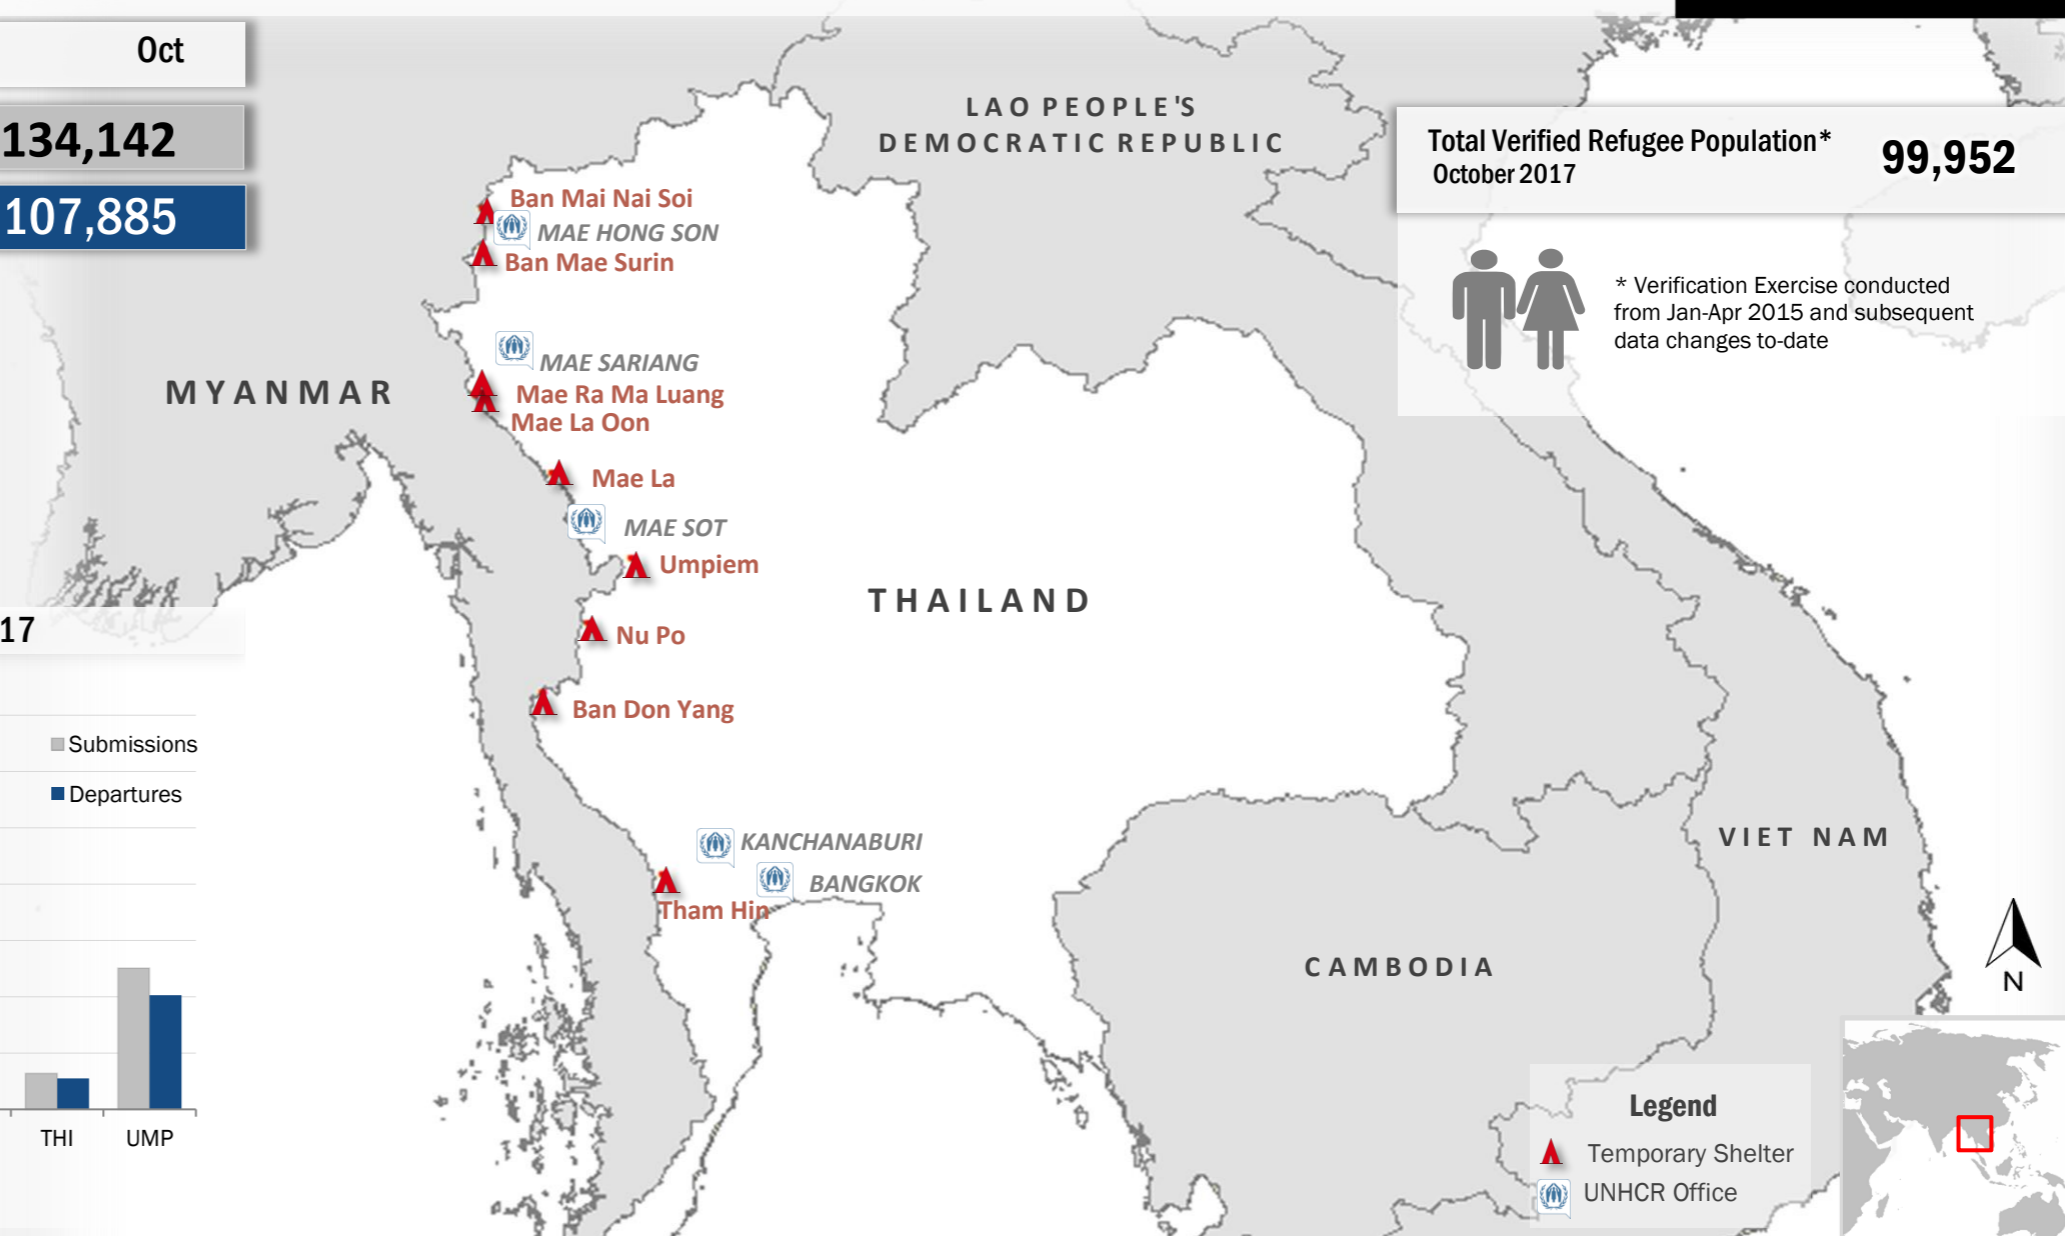 Oct
134,142
107,885
LAO PEOPLE'S
DEMOCRATIC REPUBLIC
Total Verified Refugee Population*
October 2017
99,952
* Verification Exercise conducted
from Jan-Apr 2015 and subsequent
data changes to-date
Ban Mai Nai Soi
MAE HONG SON
Ban Mae Surin
MAE SARIANG
MYANMAR
Mae Ra Ma Luang
Mae La Oon
Mae La
MAE SOT
Umpiem
THAILAND
Nu Po
Ban Don Yang
17
Submissions
Departures
THI
UMP
KANCHANABURI
BANGKOK
Tham Hin
VIET NAM
CAMBODIA
N
Legend
Temporary Shelter
UNHCR Office